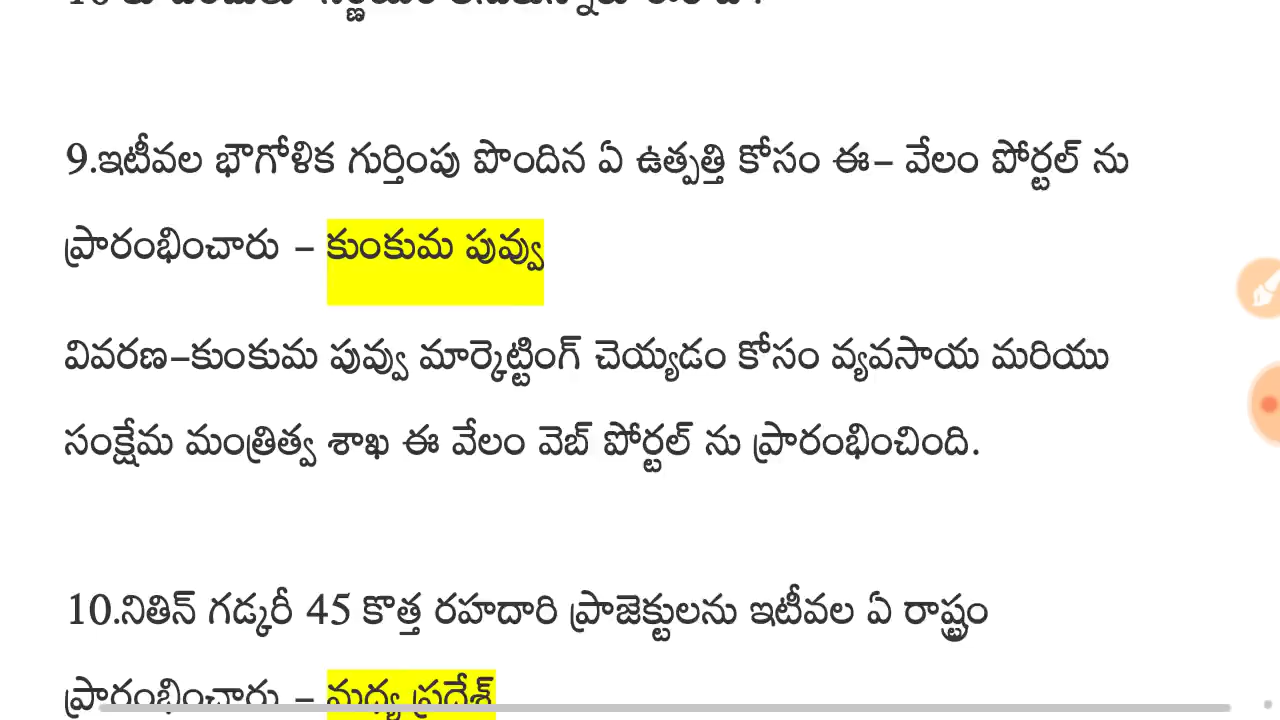 9.ఇటీవల భౌగోళిక గుర్తింపు పొందిన ఏ ఉత్పత్తి కోసం ఈ- వేలం పోర్టల్ ను
ప్రారంభించారు - కుంకుమ పువ్వు
వివరణ-కుంకుమ పువ్వు మార్కెట్టింగ్ చెయ్యడం కోసం వ్యవసాయ మరియు
సంక్షేమ మంత్రిత్వ శాఖ ఈ వేలం వెబ్ పోర్టల్ ను ప్రారంభించింది.
10.నితిన్ గడ్కరీ 45 కొత్త రహదారి ప్రాజెక్టులను ఇటీవల ఏ రాష్ట్రం
ప్రారంభించారు - మధ్య ప్రదేశ్